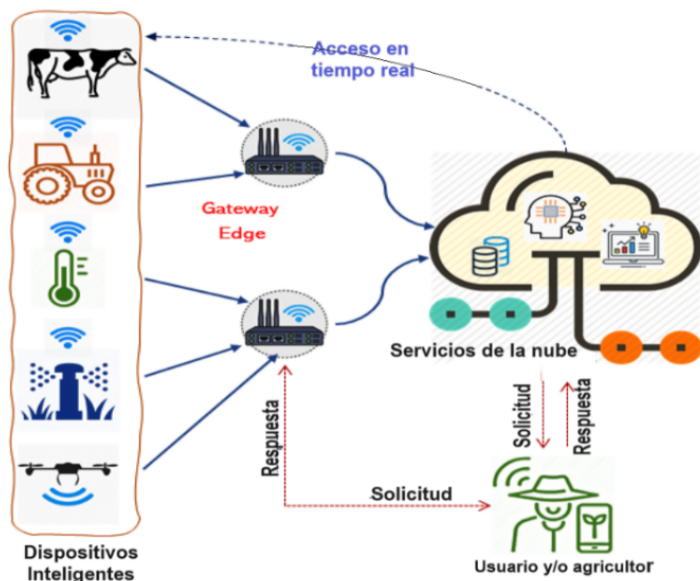 Acceso en
tiempo real
Gateway
Edge
Servicios de la nube
Respuesta
Solicitud
Solicitud
Respuesta
Dispositivos
Inteligentes
Usuario y/o agricultor